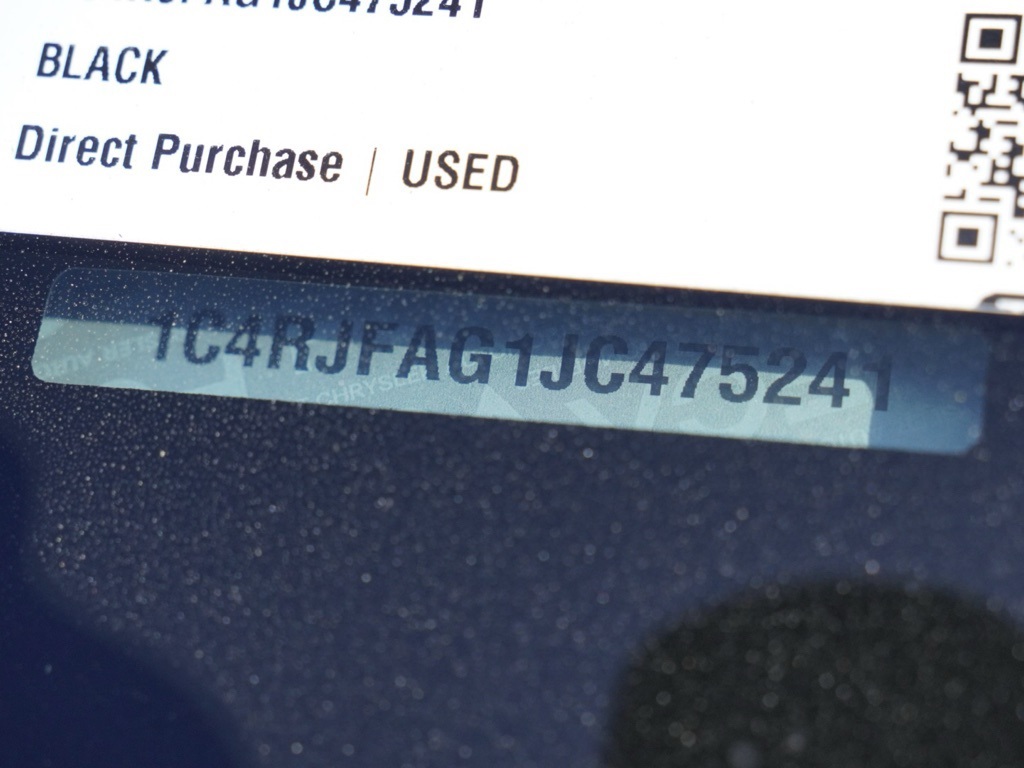 BLACK
Direct Purchase | USED
1C4RJFAG1JC475241